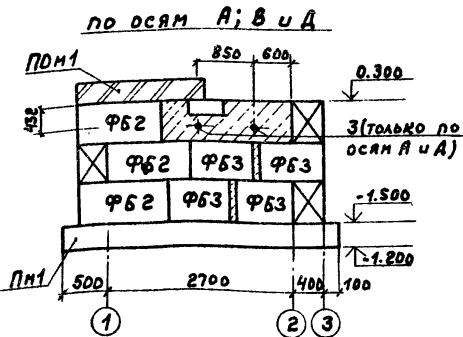 по осям А; В и Д
850 600
ПОм1
0.300
432
ФБ2
3(только по
осям А и Д)
ФБ2 ФБ3 ФБ3
ФБ2 ФБ3 ФБ3
-1.500
-1.200
Пм1
500 2700 400 100
1 2 3